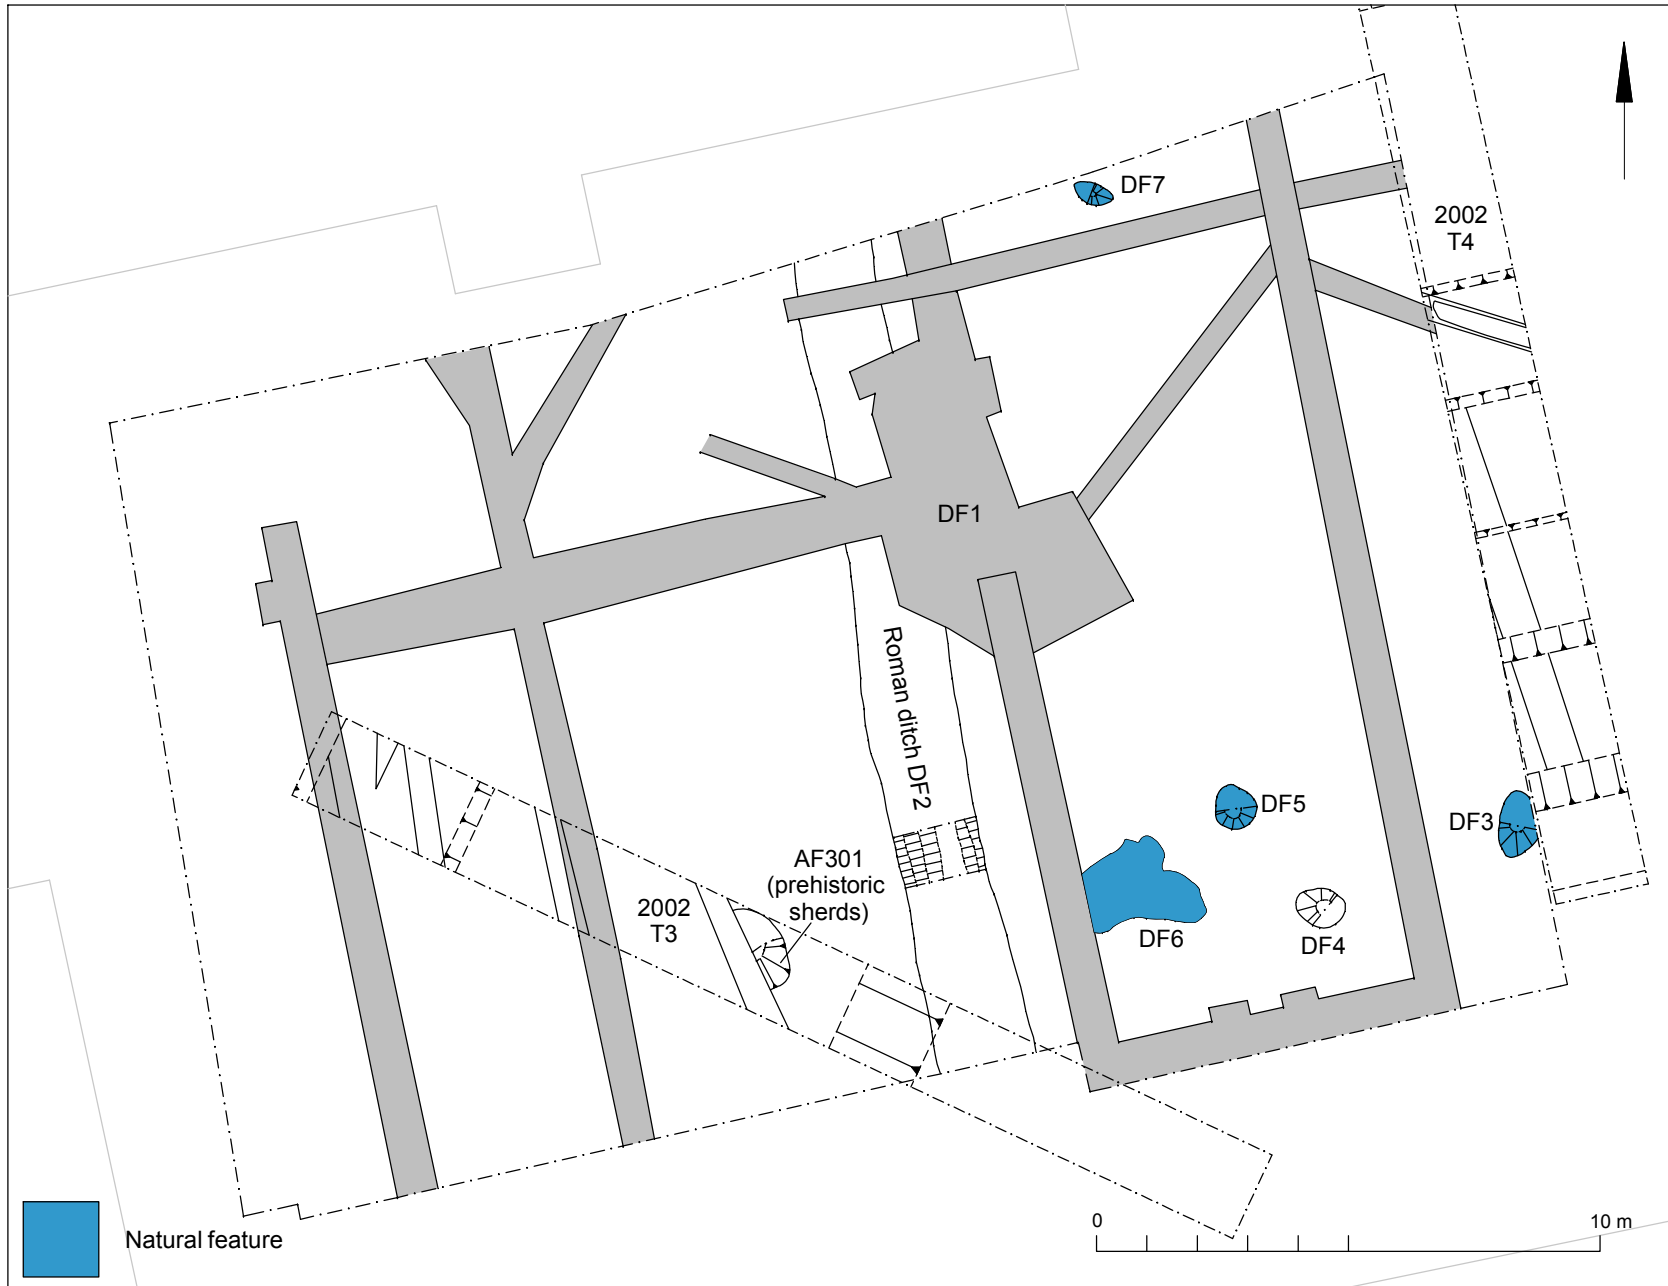 DF7
2002
T4
DF1
Roman ditch DF2
DF5
DF3
AF301
(prehistoric
sherds)
2002
T3
DF6
DF4
0
10 m
Natural feature